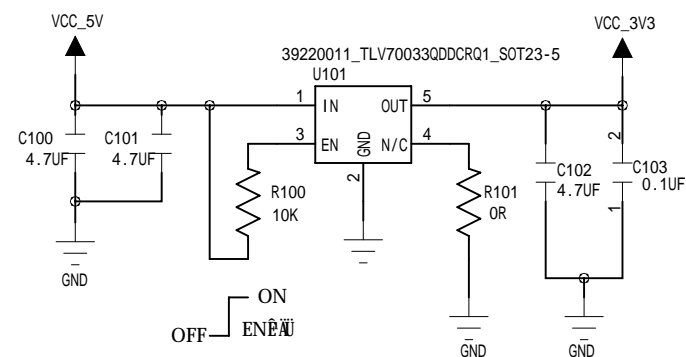 VCC_5V
VCC_3V3
39220011_TLV70033QDDCRQ1_SOT23-5
U101
1
IN
OUT
5
3
EN
GND
N/C
4
2
C100
4.7UF
C101
4.7UF
R100
10K
R101
0R
C102
4.7UF
2
C103
0.1UF
1
GND
ON
OFF
ENÊ¹ÄÜ
GND
GND